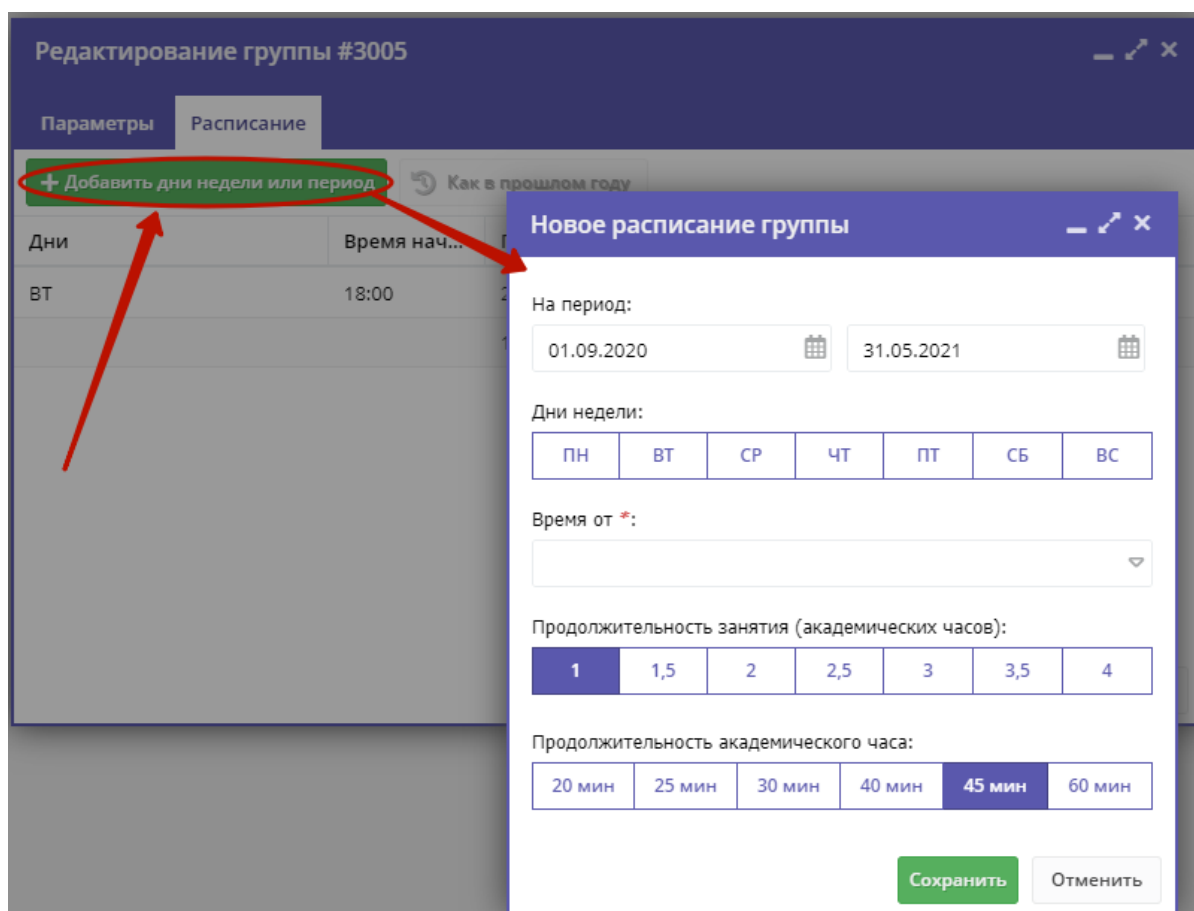 Редактирование группы #3005
Параметры Расписание
+ Добавить дни недели или период Как в прошлом году
Дни Время нач...
ВТ 18:00
Новое расписание группы
На период:
01.09.2020 31.05.2021
Дни недели:
ПН ВТ СР ЧТ ПТ СБ ВС
Время от *:
Продолжительность занятия (академических часов):
1 1,5 2 2,5 3 3,5 4
Продолжительность академического часа:
20 мин 25 мин 30 мин 40 мин 45 мин 60 мин
Сохранить Отменить